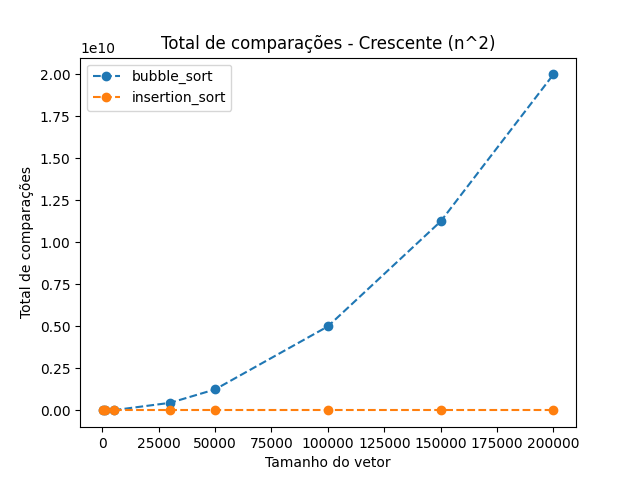 Total de comparações - Crescente (n^2)
1e10
bubble_sort
insertion_sort
2.00
1.75
1.50
1.25
1.00
0.75
0.50
0.25
0.00
Total de comparações
0 25000 50000 75000 100000 125000 150000 175000 200000
Tamanho do vetor